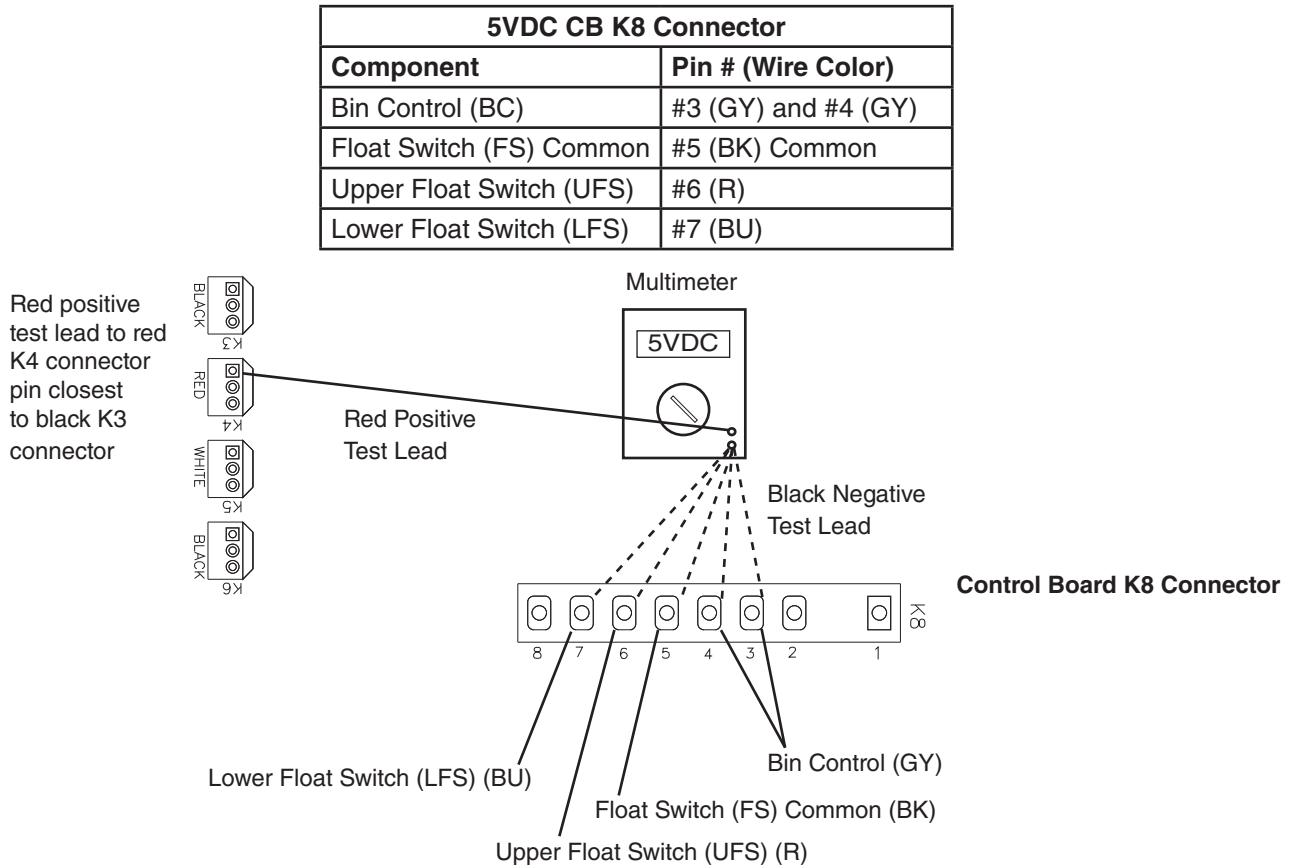 5VDC CB K8 Connector
Component Pin # (Wire Color)
Bin Control (BC) #3 (GY) and #4 (GY)
Float Switch (FS) Common #5 (BK) Common
Upper Float Switch (UFS) #6 (R)
Lower Float Switch (LFS) #7 (BU)
Multimeter
5VDC
Red positive
test lead to red
K4 connector
pin closest
to black K3
connector
BLACK
K3
RED
K4
WHITE
K5
BLACK
K6
Red Positive
Test Lead
Black Negative
Test Lead
Control Board K8 Connector
K8
8 7 6 5 4 3 2 1
Bin Control (GY)
Lower Float Switch (LFS) (BU)
Float Switch (FS) Common (BK)
Upper Float Switch (UFS) (R)